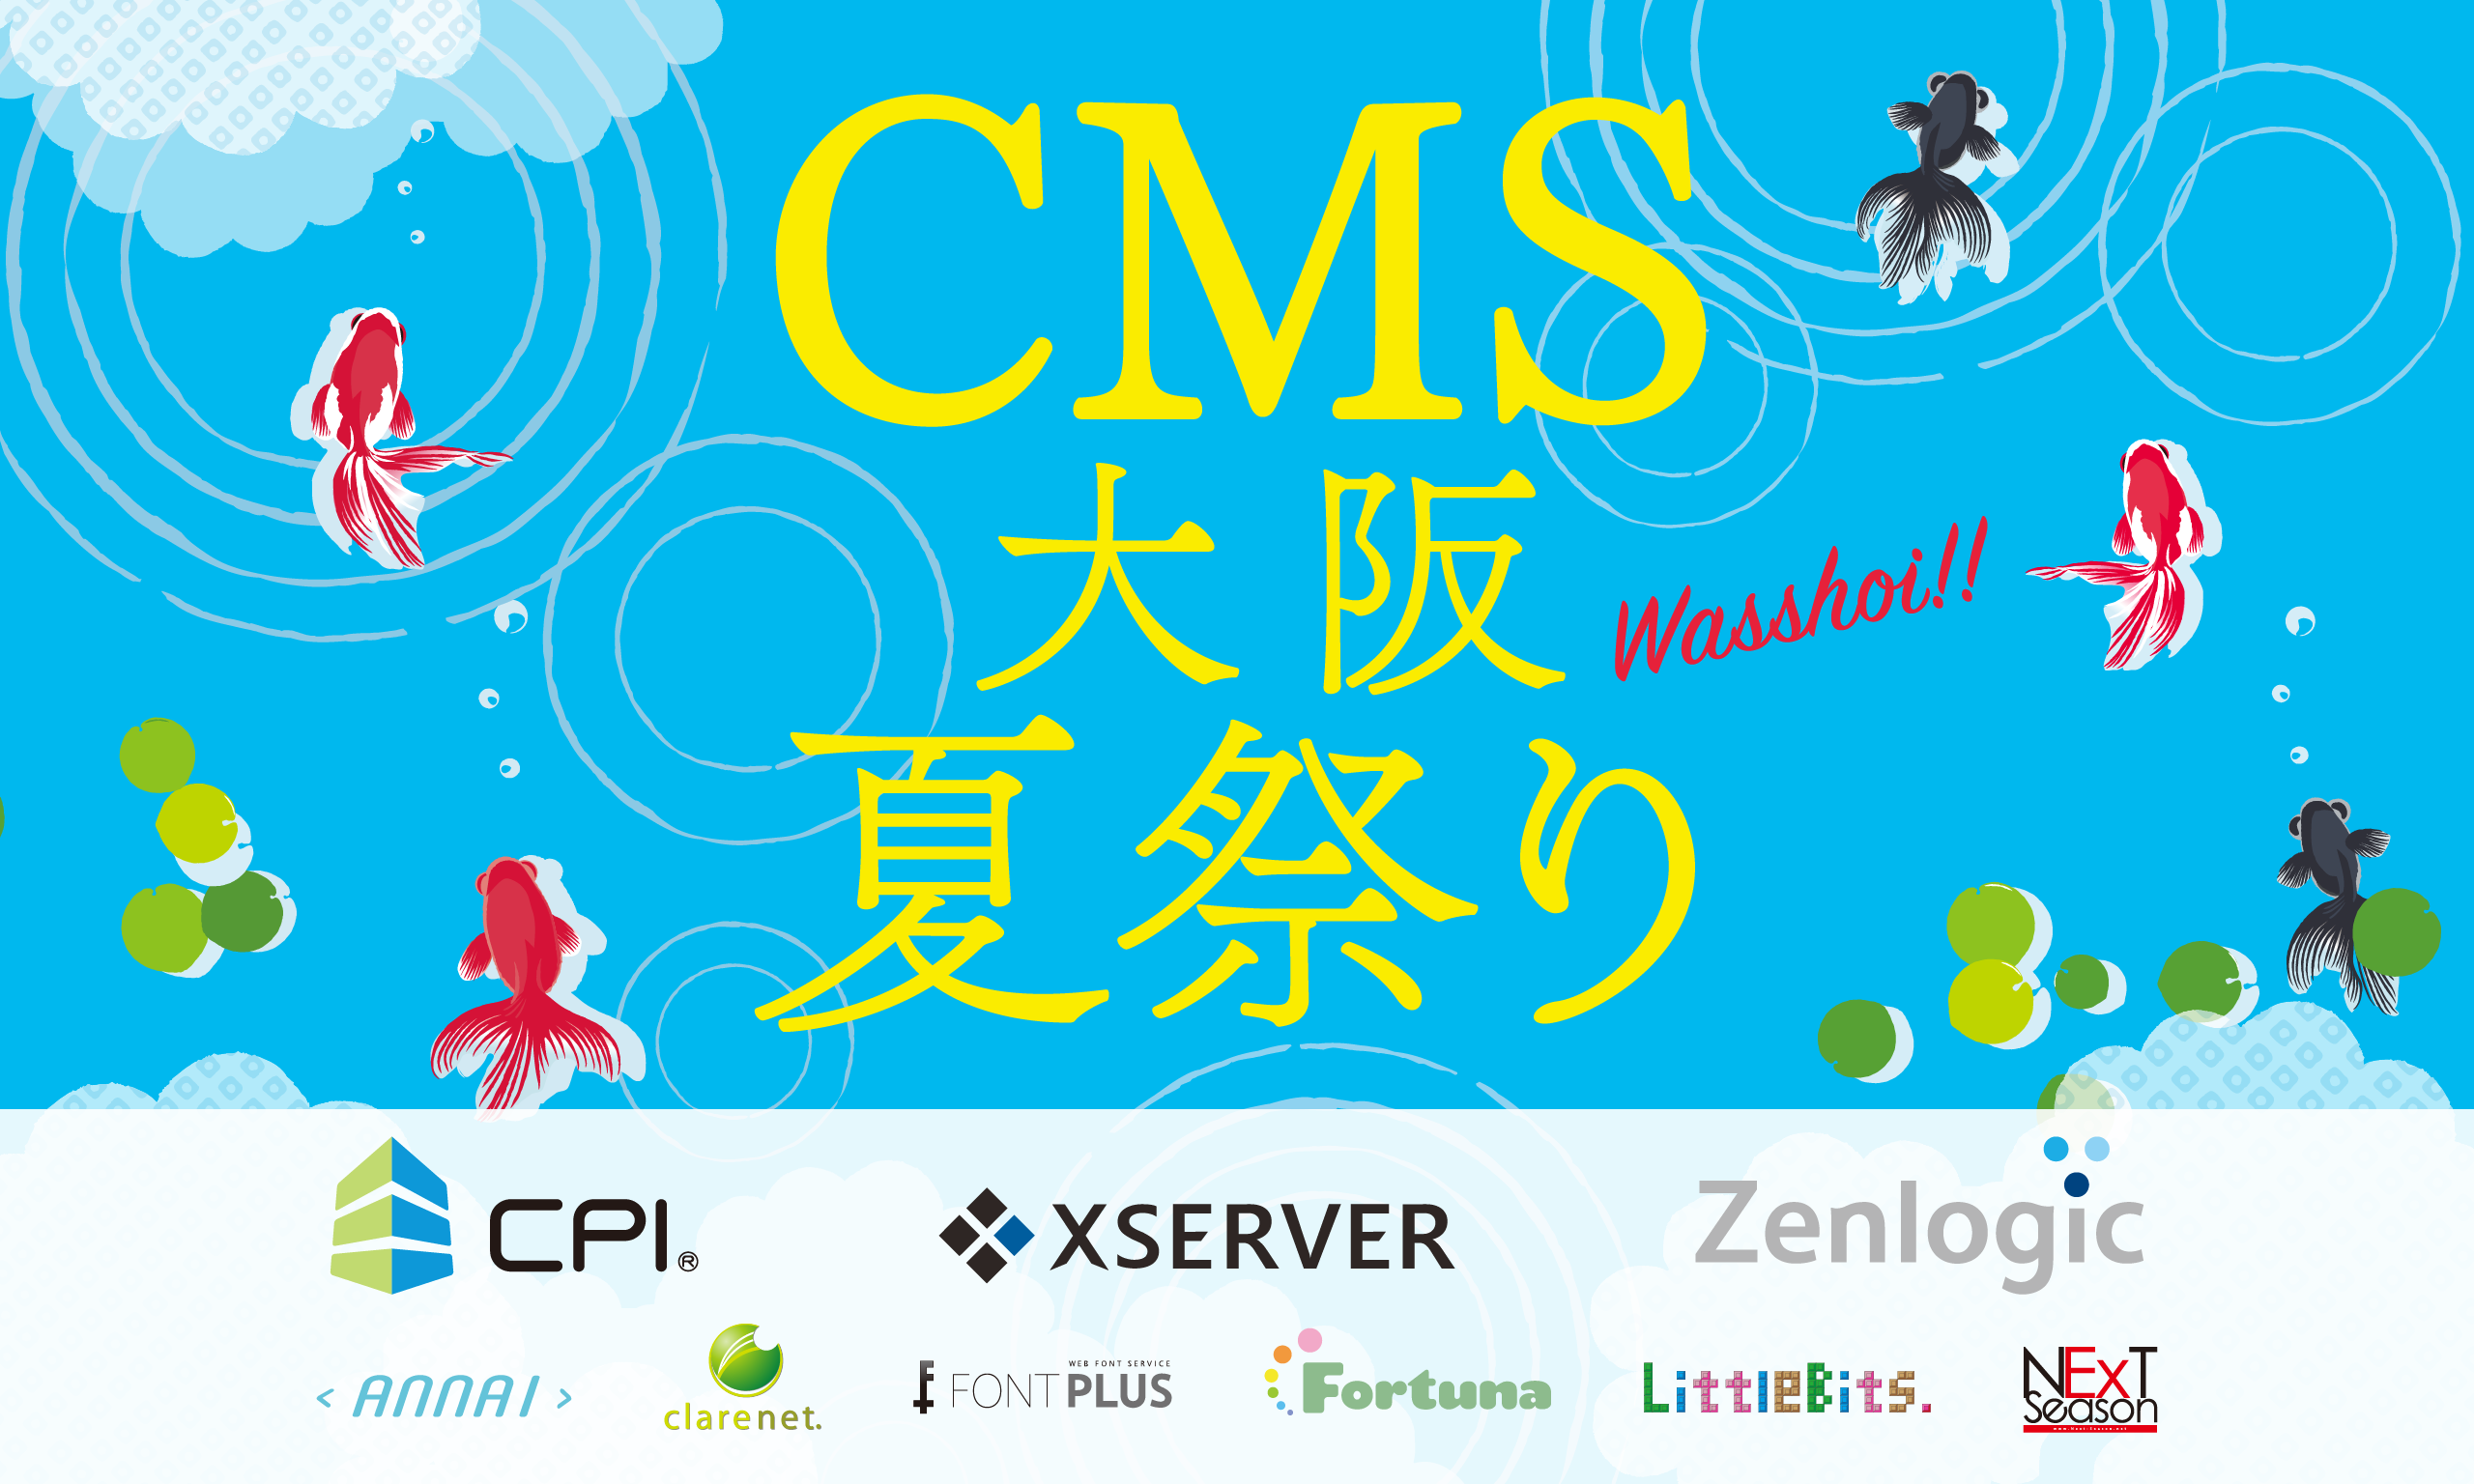 CMS
大阪
Wasshoi!!
夏祭り
CPI®
XSERVER
Zenlogic
<ANNAI>
clarenet.
WEB FONT SERVICE
FONTPLUS
Fortuna
LittlEBits.
NExT
season